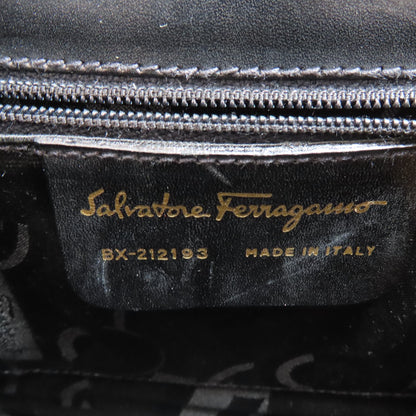 Salvatore Ferragamo
BX-212193 MADE IN ITALY